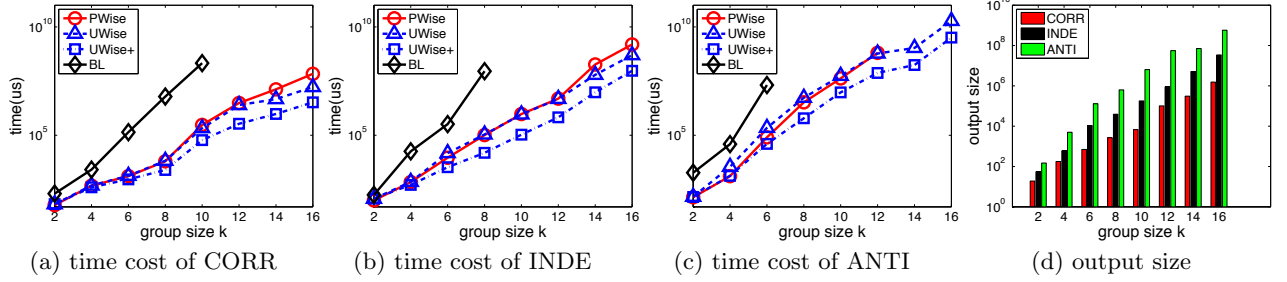 10^10
10^5
time(us)
PWise
UWise
UWise+
BL
2 4 6 8 10 12 14 16
group size k
(a) time cost of CORR
10^10
10^5
time(us)
PWise
UWise
UWise+
BL
2 4 6 8 10 12 14 16
group size k
(b) time cost of INDE
10^10
10^5
time(us)
PWise
UWise
UWise+
BL
2 4 6 8 10 12 14 16
group size k
(c) time cost of ANTI
10^10
10^8
10^6
10^4
10^2
10^0
output size
CORR
INDE
ANTI
2 4 6 8 10 12 14 16
group size k
(d) output size